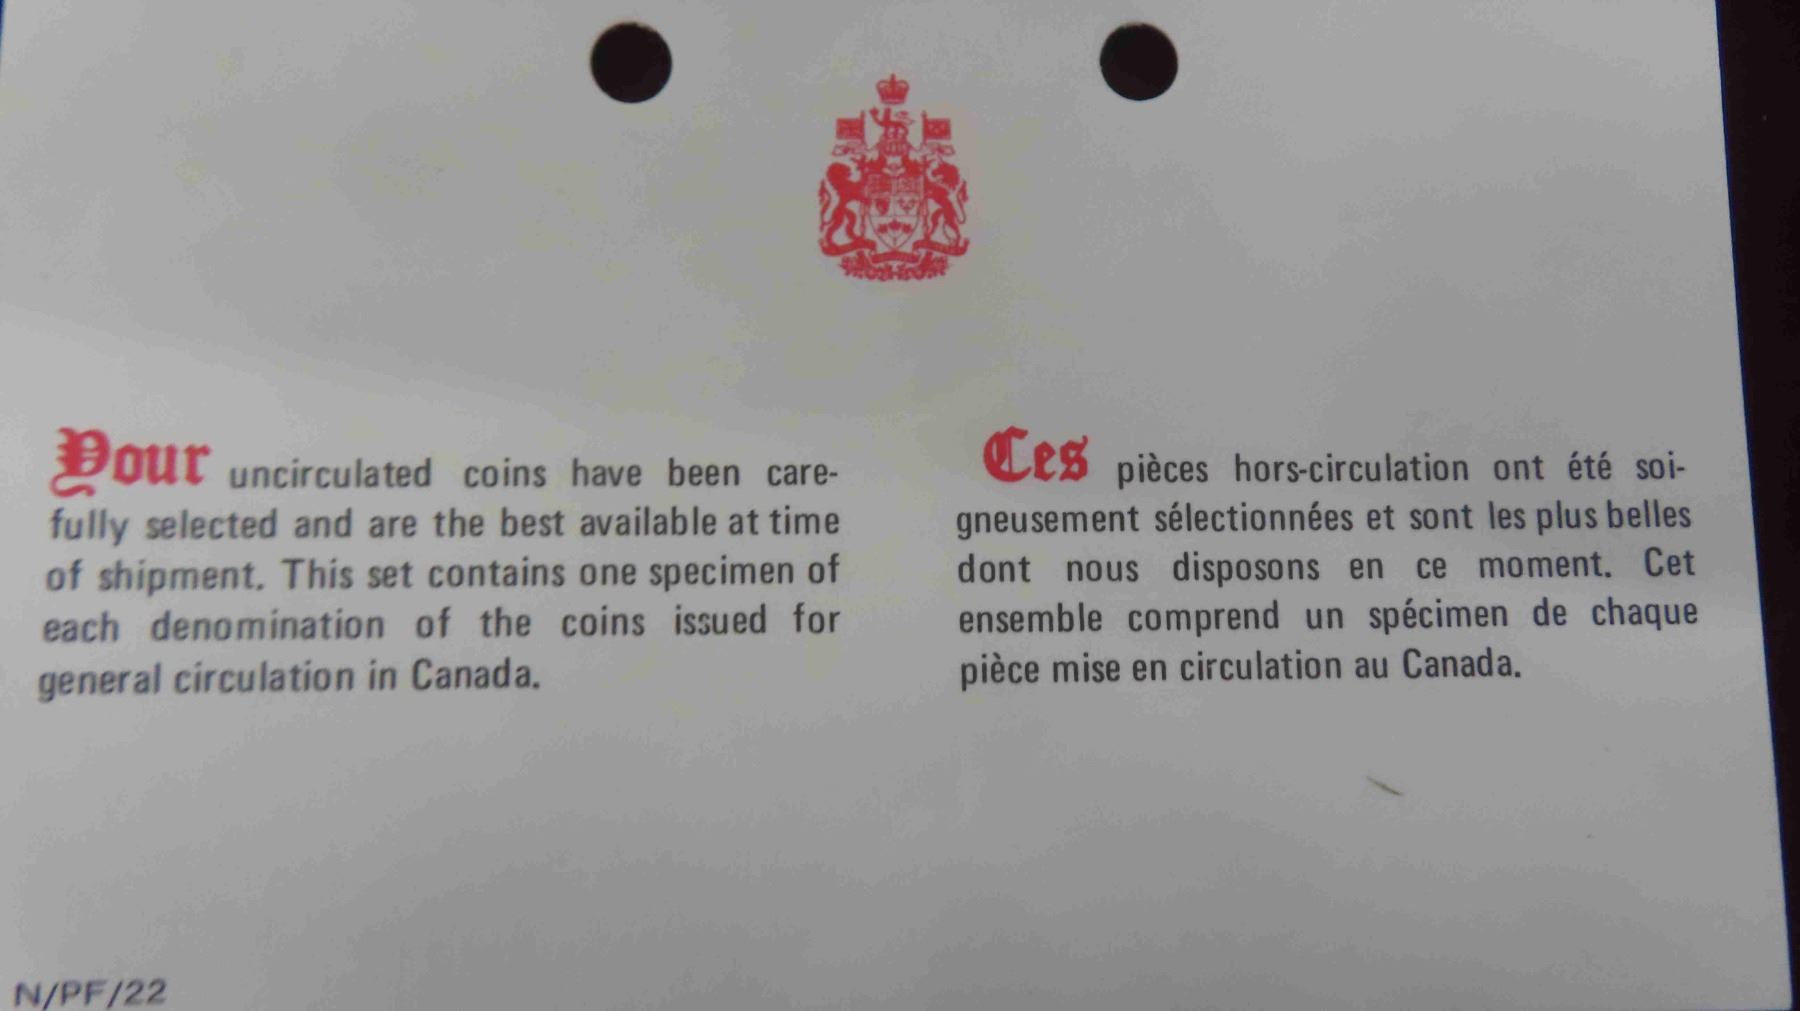 Your uncirculated coins have been care-
fully selected and are the best available at time
of shipment. This set contains one specimen of
each denomination of the coins issued for
general circulation in Canada.
Ces pièces hors-circulation ont été soi-
gneusement sélectionnées et sont les plus belles
dont nous disposons en ce moment. Cet
ensemble comprend un spécimen de chaque
pièce mise en circulation au Canada.
N/PF/22